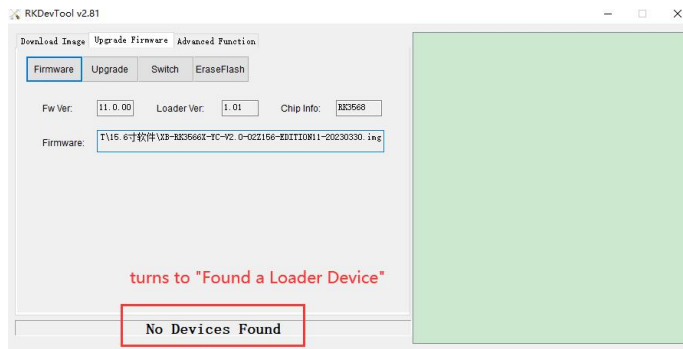 RKDevTool v2.81
Download Image Upgrade Firmware Advanced Function
Firmware Upgrade Switch EraseFlash
Fw Ver: 11.0.00 Loader Ver: 1.01 Chip Info: RK3568
Firmware: T\15.6寸软件\XB-RK3566X-YC-V2.0-02Z156-EDITION11-20230330.img
turns to "Found a Loader Device"
No Devices Found